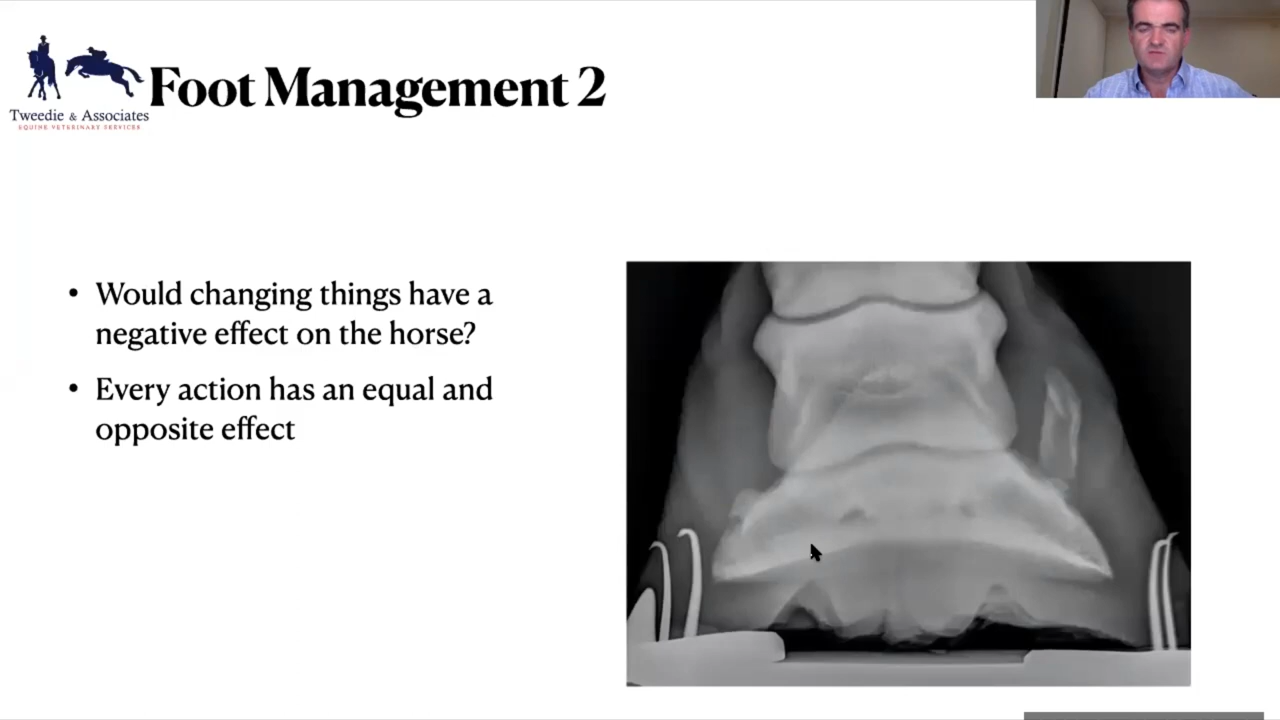 Foot Management 2
Tweedie & Associates
EQUINE VETERINARY SERVICES
• Would changing things have a
negative effect on the horse?
• Every action has an equal and
opposite effect